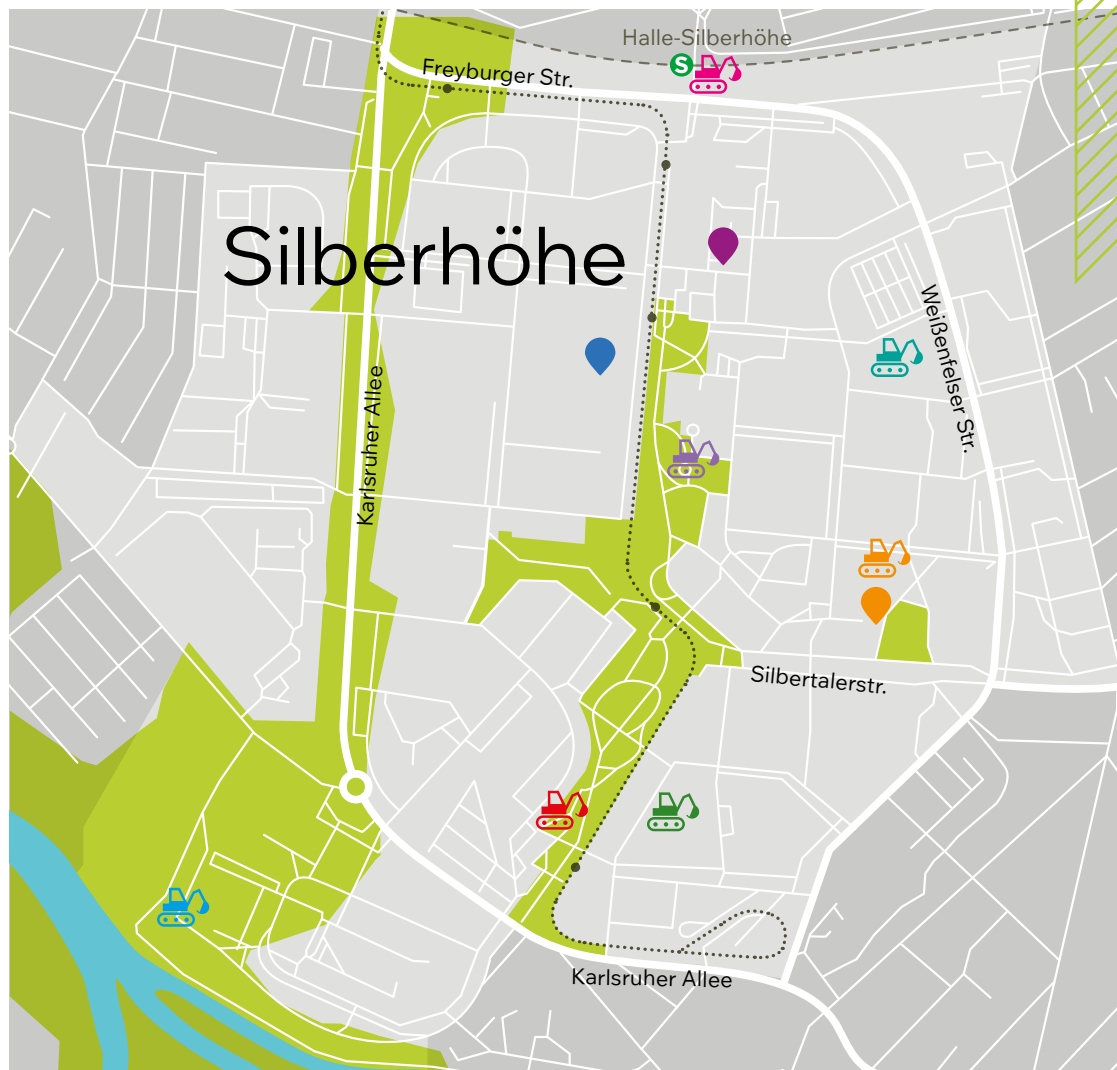 Halle-Silberhöhe
S
Freyburger Str.
Silberhöhe
Weißenfelser Str.
Karlsruher Allee
Silbertalerstr.
Karlsruher Allee